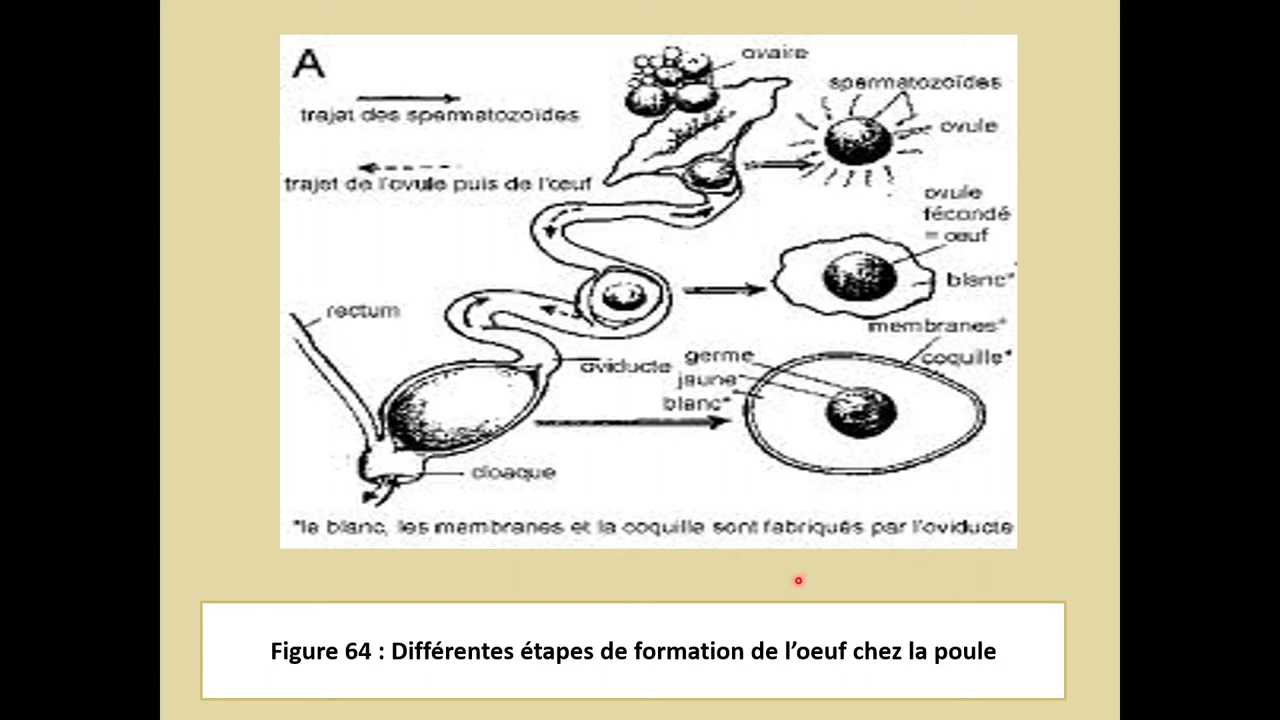 A
ovaire
spermatozoïdes
trajet des spermatozoïdes
ovule
trajet de l'ovule puis de l'œuf
ovule
fécondé
= œuf
blanc*
rectum
membranes*
coquille*
oviducte
germe
jaune
blanc*
cloaque
*le blanc, les membranes et la coquille sont fabriqués par l'oviducte
Figure 64 : Différentes étapes de formation de l’oeuf chez la poule